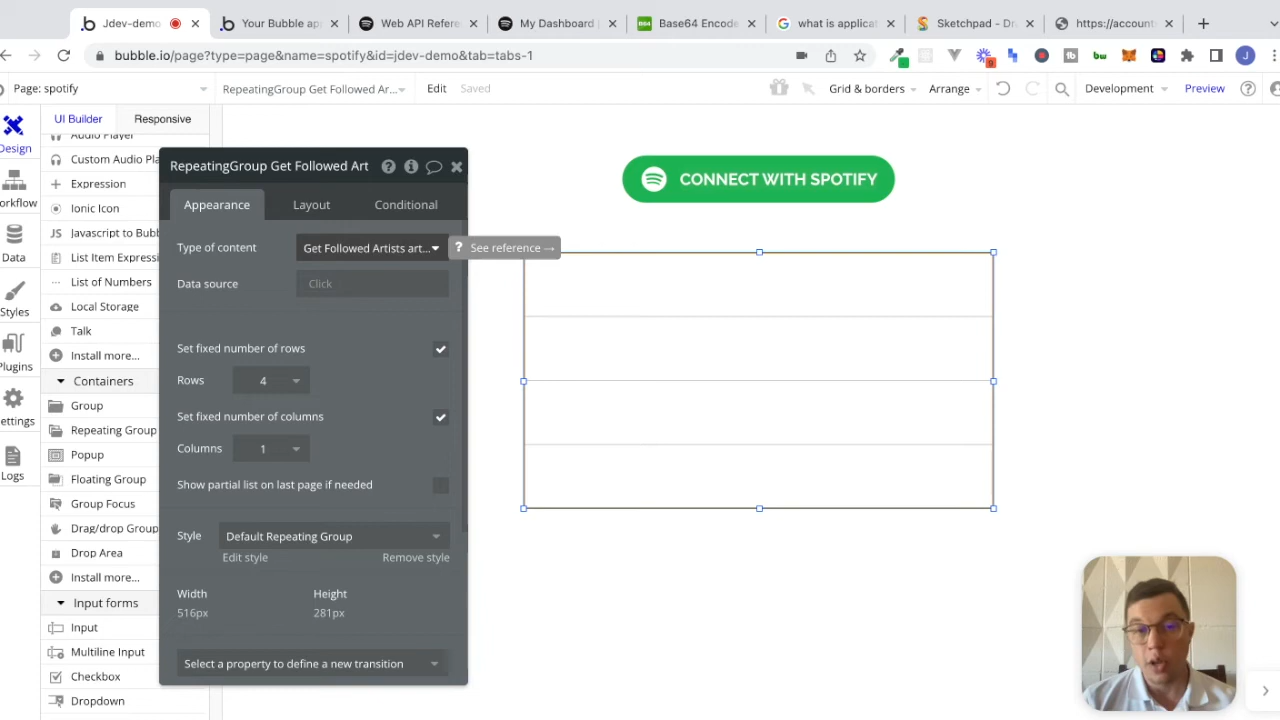 Jdev-demo
Your Bubble ap
Web API Refere
My Dashboard
Base64 Encode
what is applicat
Sketchpad - Dra
https://account
bubble.io/page?type=page&name=spotify&id=jdev-demo&tab=tabs-1
9
J
Page: spotify
RepeatingGroup Get Followed Ar...
Edit
Saved
Grid & borders
Arrange
Development
Preview
UI Builder
Responsive
Design
orkflow
Data
Styles
Plugins
ettings
Logs
Audio Player
Custom Audio Pla
Expression
Ionic Icon
JS Javascript to Bubb
List Item Expressi
List of Numbers
Local Storage
Talk
Install more...
Containers
Group
Repeating Group
Popup
Floating Group
Group Focus
Drag/drop Group
Drop Area
Install more...
Input forms
Input
Multiline Input
Checkbox
Dropdown
RepeatingGroup Get Followed Art
Appearance
Layout
Conditional
Type of content
Get Followed Artists art...
? See reference →
Data source
Click
Set fixed number of rows
Rows
4
Set fixed number of columns
Columns
1
Show partial list on last page if needed
Style
Default Repeating Group
Edit style
Remove style
Width
Height
516px
281px
Select a property to define a new transition
CONNECT WITH SPOTIFY